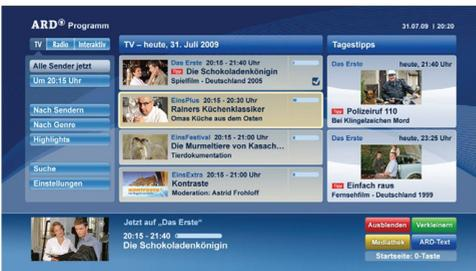 ARD Programm
31.07.09 | 20:20
TV Radio Interaktiv
Alle Sender jetzt
Um 20:15 Uhr
Nach Sendern
Nach Genre
Highlights
Suche
Einstellungen
TV – heute, 31. Juli 2009
Das Erste 20:15 - 21:40 Uhr
Die Schokoladenkönigin
Spielfilm - Deutschland 2005
EinsPlus 20:15 - 20:30 Uhr
Rainers Küchenklassiker
Omas Küche aus dem Osten
EinsFestival 20:15 - 21:00 Uhr
Die Murmeltiere von Kasach...
Tierdokumentation
EinsExtra 20:15 - 21:00 Uhr
Kontraste
Moderation: Astrid Frohloff
Tagestipps
Das Erste heute, 21:40 Uhr
Polizeiruf 110
Bei Klingelzeichen Mord
Das Erste heute, 23:25 Uhr
Einfach raus
Fernsehfilm - Deutschland 1999
Jetzt auf „Das Erste“
20:15 - 21:40
Die Schokoladenkönigin
Ausblenden Verkleinern
Mediathek ARD-Text
Startseite: 0-Taste